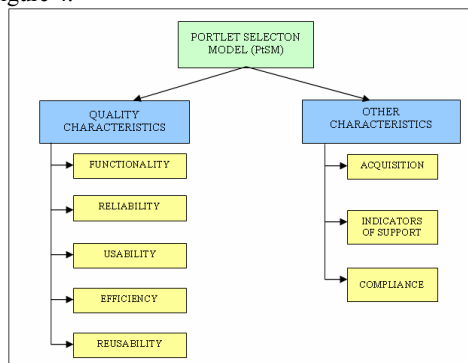 Figure 4.
PORTLET SELECTON
MODEL (PtSM)
QUALITY
CHARACTERISTICS
OTHER
CHARACTERISTICS
FUNCTIONALITY
RELIABILITY
USABILITY
EFFICIENCY
REUSABILITY
ACQUISITION
INDICATORS
OF SUPPORT
COMPLIANCE